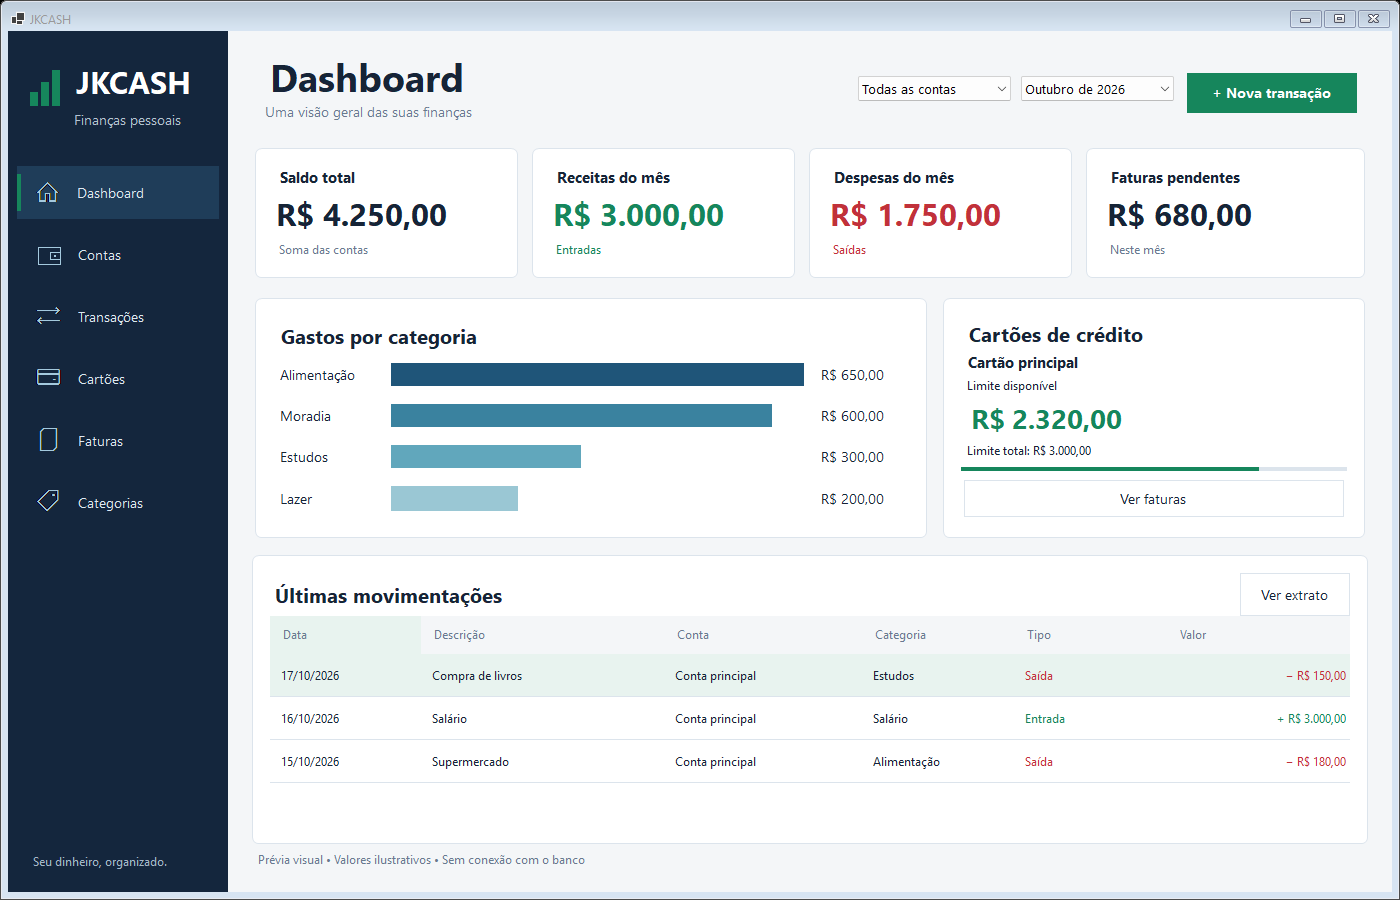 JKCASH
JKCASH
Finanças pessoais
Dashboard
Contas
Transações
Cartões
Faturas
Categorias
Seu dinheiro, organizado.
Dashboard
Uma visão geral das suas finanças
Todas as contas
Outubro de 2026
+ Nova transação
Saldo total
R$ 4.250,00
Soma das contas
Receitas do mês
R$ 3.000,00
Entradas
Despesas do mês
R$ 1.750,00
Saídas
Faturas pendentes
R$ 680,00
Neste mês
Gastos por categoria
Alimentação R$ 650,00
Moradia R$ 600,00
Estudos R$ 300,00
Lazer R$ 200,00
Cartões de crédito
Cartão principal
Limite disponível
R$ 2.320,00
Limite total: R$ 3.000,00
Ver faturas
Últimas movimentações
Ver extrato
Data Descrição Conta Categoria Tipo Valor
17/10/2026 Compra de livros Conta principal Estudos Saída − R$ 150,00
16/10/2026 Salário Conta principal Salário Entrada + R$ 3.000,00
15/10/2026 Supermercado Conta principal Alimentação Saída − R$ 180,00
Prévia visual • Valores ilustrativos • Sem conexão com o banco